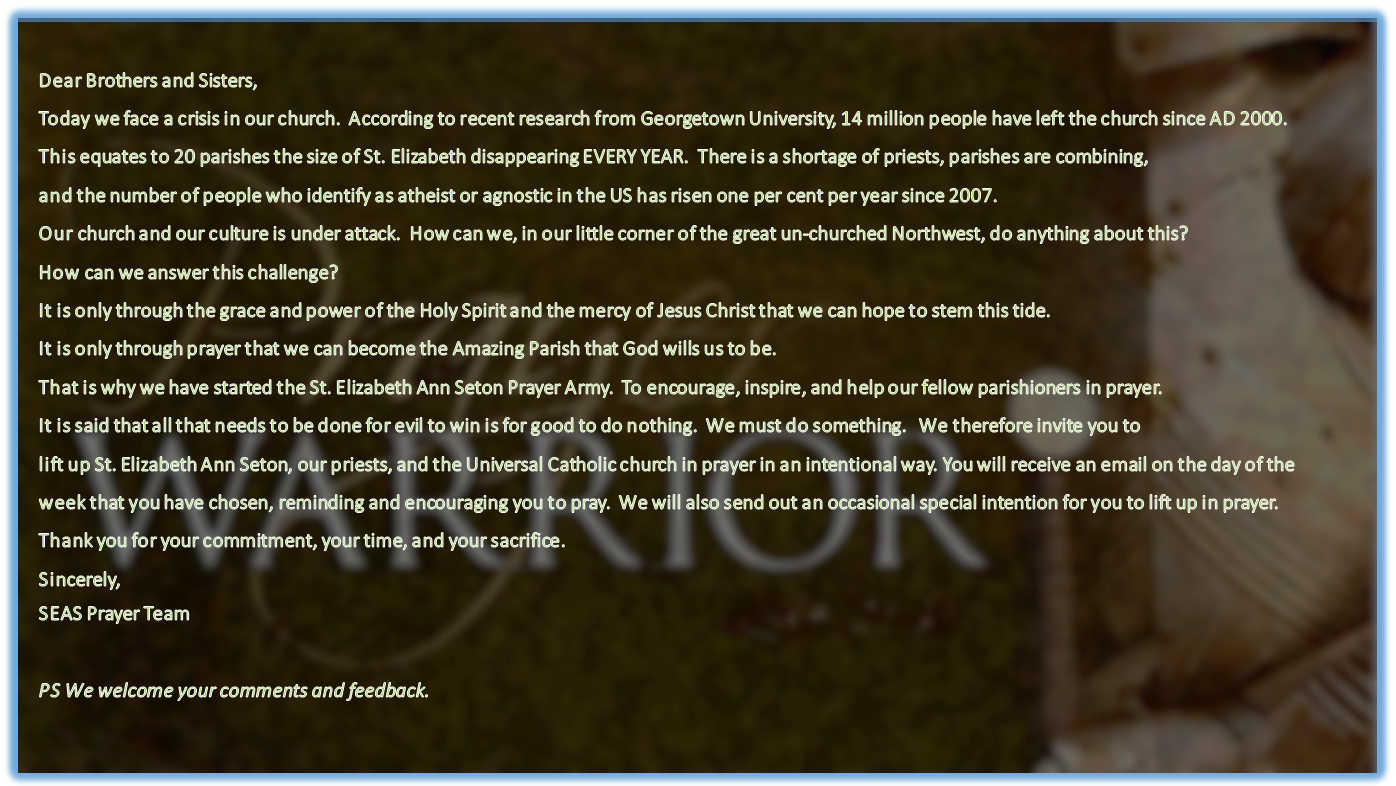 Dear Brothers and Sisters,
Today we face a crisis in our church.  According to recent research from Georgetown University, 14 million people have left the church since AD 2000.
This equates to 20 parishes the size of St. Elizabeth disappearing EVERY YEAR.  There is a shortage of priests, parishes are combining,
and the number of people who identify as atheist or agnostic in the US has risen one per cent per year since 2007.
Our church and our culture is under attack.  How can we, in our little corner of the great un-churched Northwest, do anything about this?
How can we answer this challenge?
It is only through the grace and power of the Holy Spirit and the mercy of Jesus Christ that we can hope to stem this tide.
It is only through prayer that we can become the Amazing Parish that God wills us to be.
That is why we have started the St. Elizabeth Ann Seton Prayer Army.  To encourage, inspire, and help our fellow parishioners in prayer.
It is said that all that needs to be done for evil to win is for good to do nothing.  We must do something.  We therefore invite you to
lift up St. Elizabeth Ann Seton, our priests, and the Universal Catholic church in prayer in an intentional way. You will receive an email on the day of the
week that you have chosen, reminding and encouraging you to pray.  We will also send out an occasional special intention for you to lift up in prayer.
Thank you for your commitment, your time, and your sacrifice.
Sincerely,
SEAS Prayer Team
PS We welcome your comments and feedback.
Prayer
WARRIOR